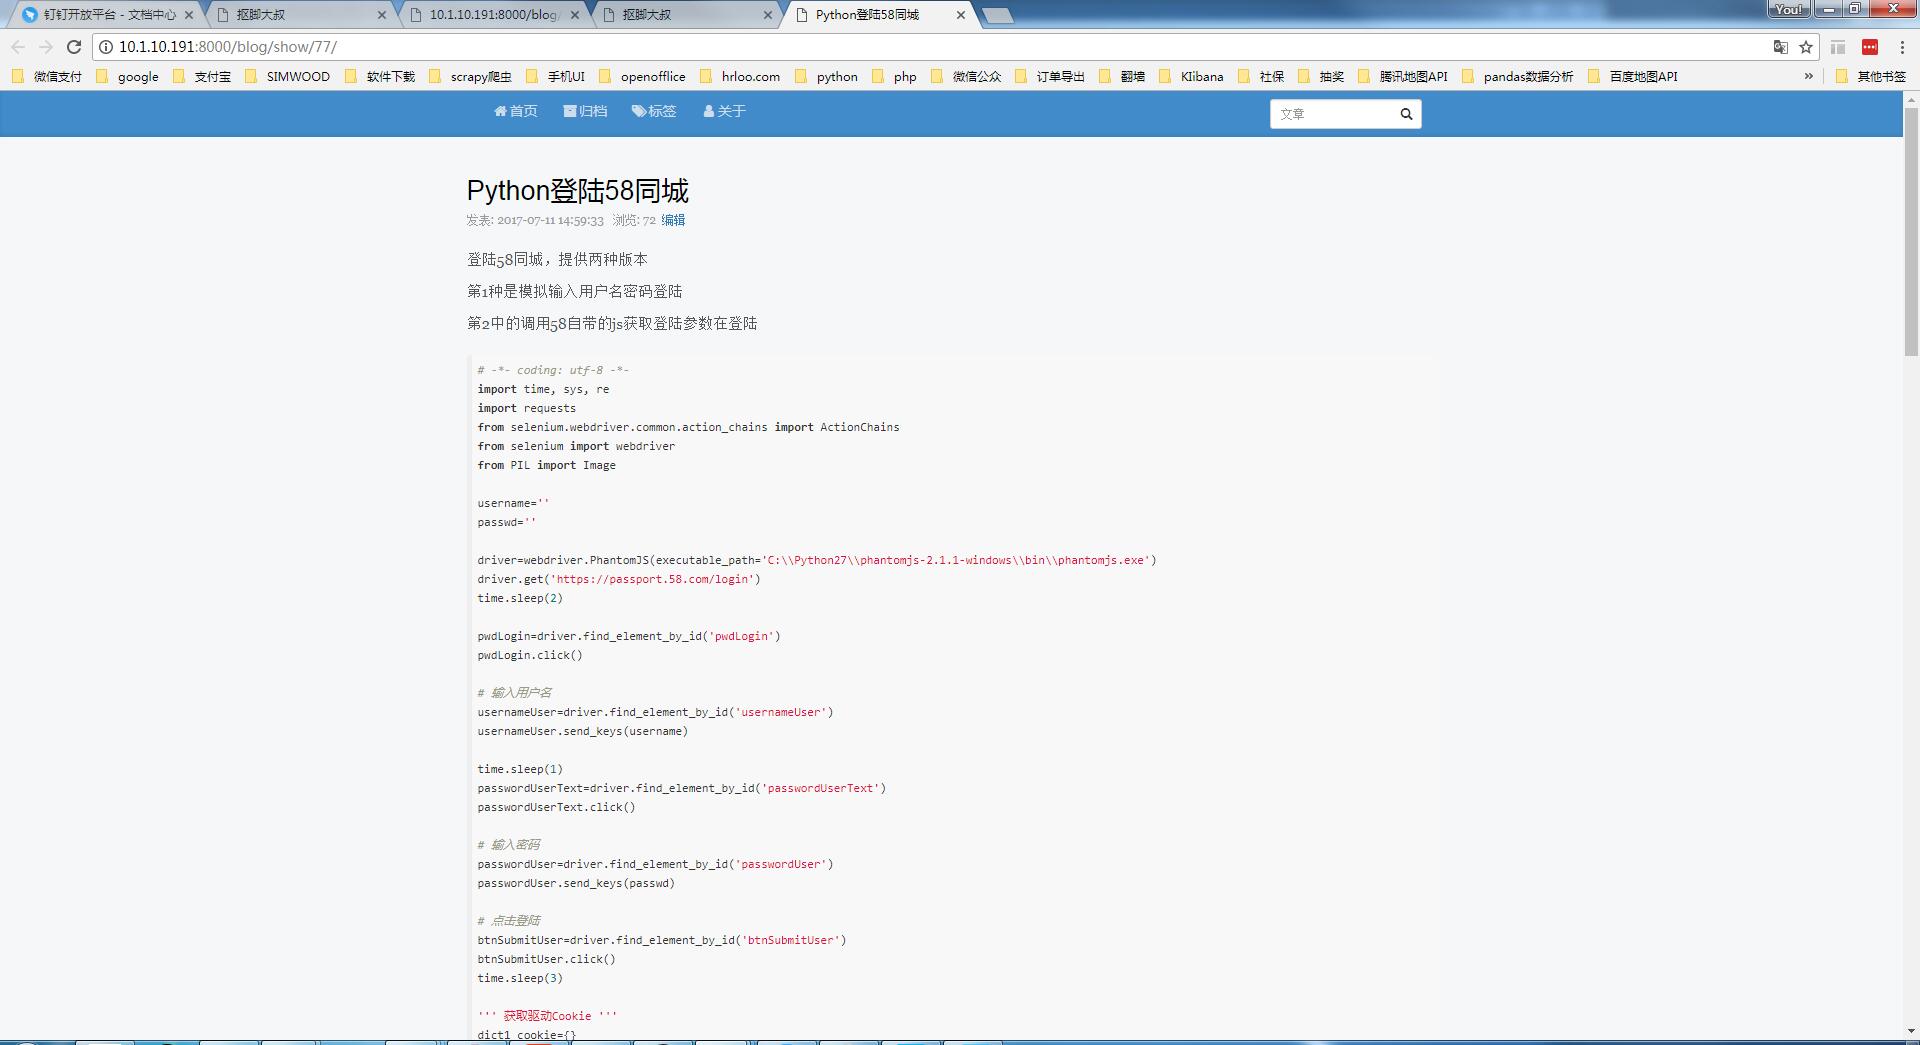 钉钉开放平台 - 文档中心
抠脚大叔
10.1.10.191:8000/blog/
抠脚大叔
Python登陆58同城
You!
10.1.10.191:8000/blog/show/77/
微信支付
google
支付宝
SIMWOOD
软件下载
scrapy爬虫
手机UI
openofflice
hrloo.com
python
php
微信公众
订单导出
翻墙
KIibana
社保
抽奖
腾讯地图API
pandas数据分析
百度地图API
»
其他书签
首页
归档
标签
关于
文章
Python登陆58同城
发表: 2017-07-11 14:59:33 浏览: 72 编辑
登陆58同城，提供两种版本
第1种是模拟输入用户名密码登陆
第2中的调用58自带的js获取登陆参数在登陆
# -*- coding: utf-8 -*-
import time, sys, re
import requests
from selenium.webdriver.common.action_chains import ActionChains
from selenium import webdriver
from PIL import Image
username=''
passwd=''
driver=webdriver.PhantomJS(executable_path='C:\\Python27\\phantomjs-2.1.1-windows\\bin\\phantomjs.exe')
driver.get('https://passport.58.com/login')
time.sleep(2)
pwdLogin=driver.find_element_by_id('pwdLogin')
pwdLogin.click()
# 输入用户名
usernameUser=driver.find_element_by_id('usernameUser')
usernameUser.send_keys(username)
time.sleep(1)
passwordUserText=driver.find_element_by_id('passwordUserText')
passwordUserText.click()
# 输入密码
passwordUser=driver.find_element_by_id('passwordUser')
passwordUser.send_keys(passwd)
# 点击登陆
btnSubmitUser=driver.find_element_by_id('btnSubmitUser')
btnSubmitUser.click()
time.sleep(3)
''' 获取驱动Cookie '''
dict1_cookie={}